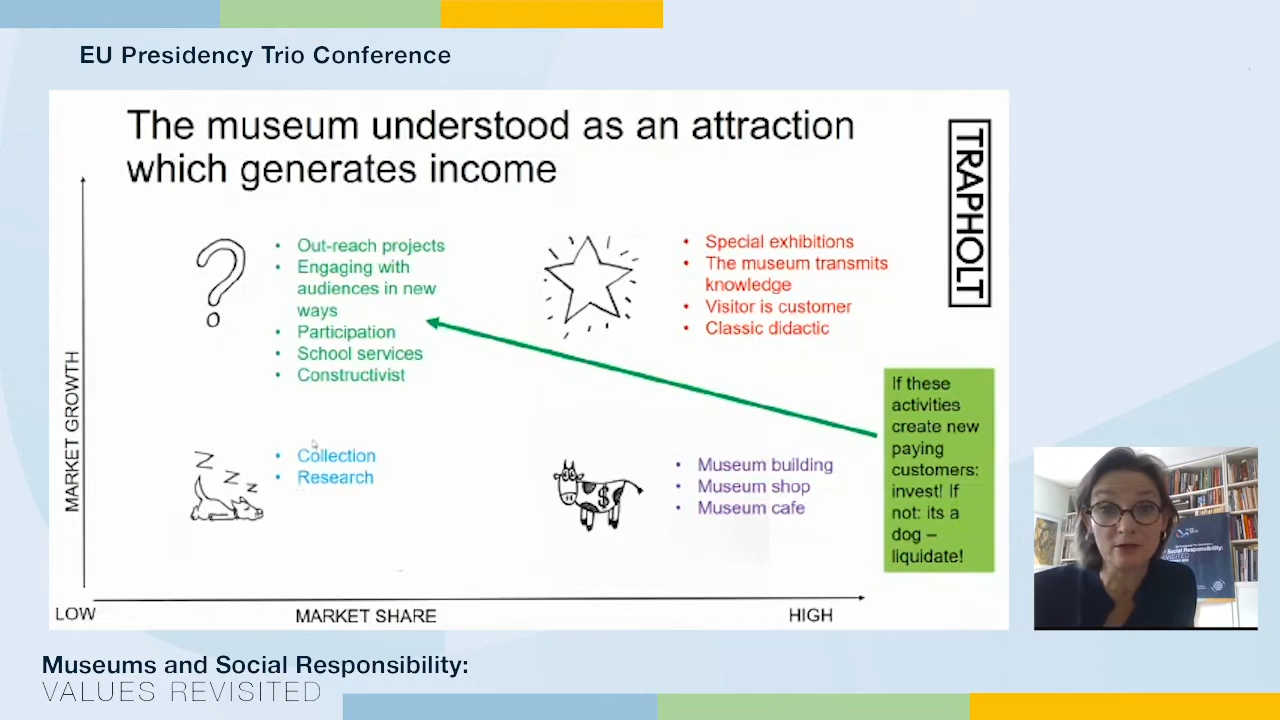 EU Presidency Trio Conference
The museum understood as an attraction
which generates income
TRAPHOLT
MARKET GROWTH
?
• Out-reach projects
• Engaging with
audiences in new
ways
• Participation
• School services
• Constructivist
• Special exhibitions
• The museum transmits
knowledge
• Visitor is customer
• Classic didactic
If these
activities
create new
paying
customers:
invest! If
not: its a
dog –
liquidate!
Z
Z
Z
• Collection
• Research
$
• Museum building
• Museum shop
• Museum cafe
LOW
MARKET SHARE
HIGH
Social Responsibility:
Museums and Social Responsibility:
VALUES REVISITED